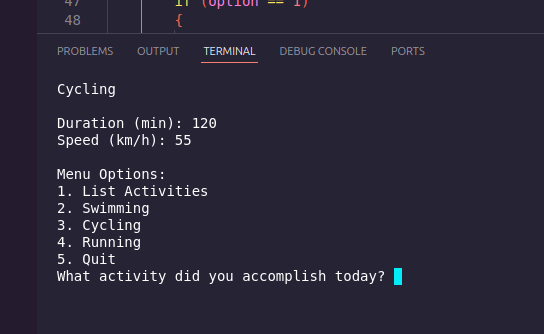 47 if (option == 1)
48 {
PROBLEMS OUTPUT TERMINAL DEBUG CONSOLE PORTS
Cycling
Duration (min): 120
Speed (km/h): 55
Menu Options:
1. List Activities
2. Swimming
3. Cycling
4. Running
5. Quit
What activity did you accomplish today?